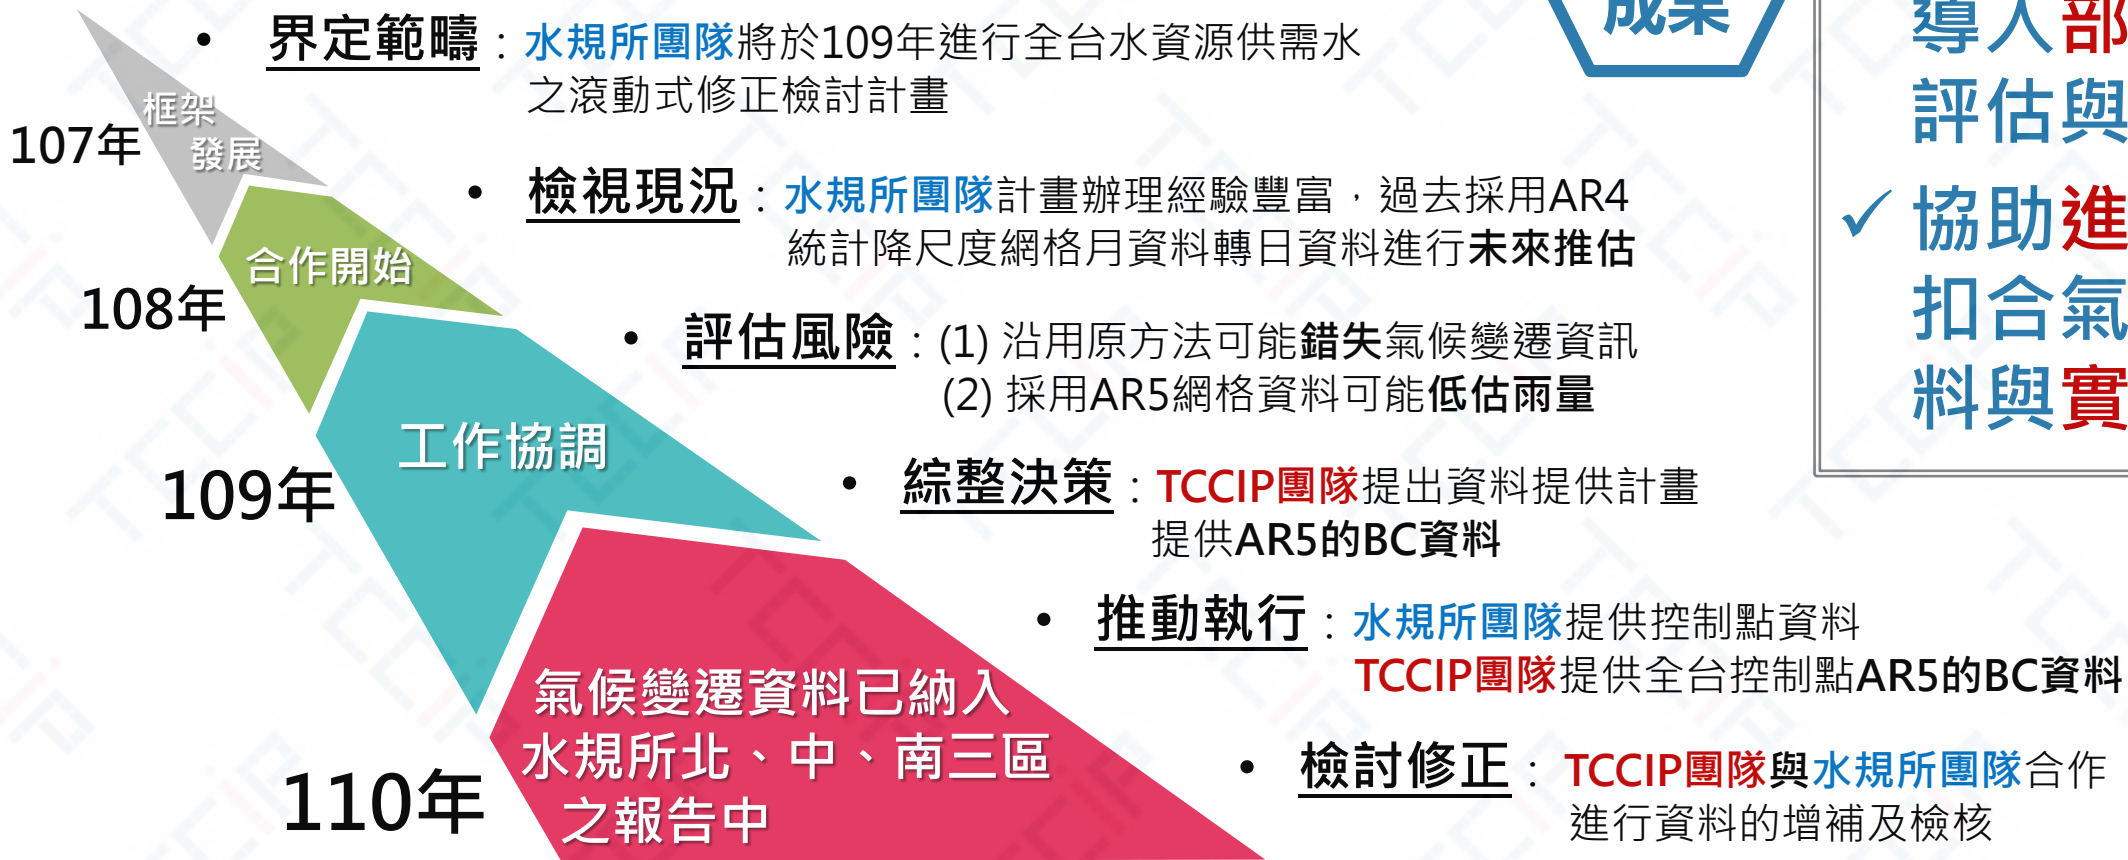 成果
導入部
評估與
✓ 協助進
扣合氣
料與實
• 界定範疇：水規所團隊將於109年進行全台水資源供需水
之滾動式修正檢討計畫
框架
發展
107年
• 檢視現況：水規所團隊計畫辦理經驗豐富，過去採用AR4
統計降尺度網格月資料轉日資料進行未來推估
合作開始
108年
• 評估風險：(1) 沿用原方法可能錯失氣候變遷資訊
(2) 採用AR5網格資料可能低估雨量
工作協調
109年
• 綜整決策：TCCIP團隊提出資料提供計畫
提供AR5的BC資料
• 推動執行：水規所團隊提供控制點資料
TCCIP團隊提供全台控制點AR5的BC資料
氣候變遷資料已納入
水規所北、中、南三區
之報告中
110年
• 檢討修正：TCCIP團隊與水規所團隊合作
進行資料的增補及檢核